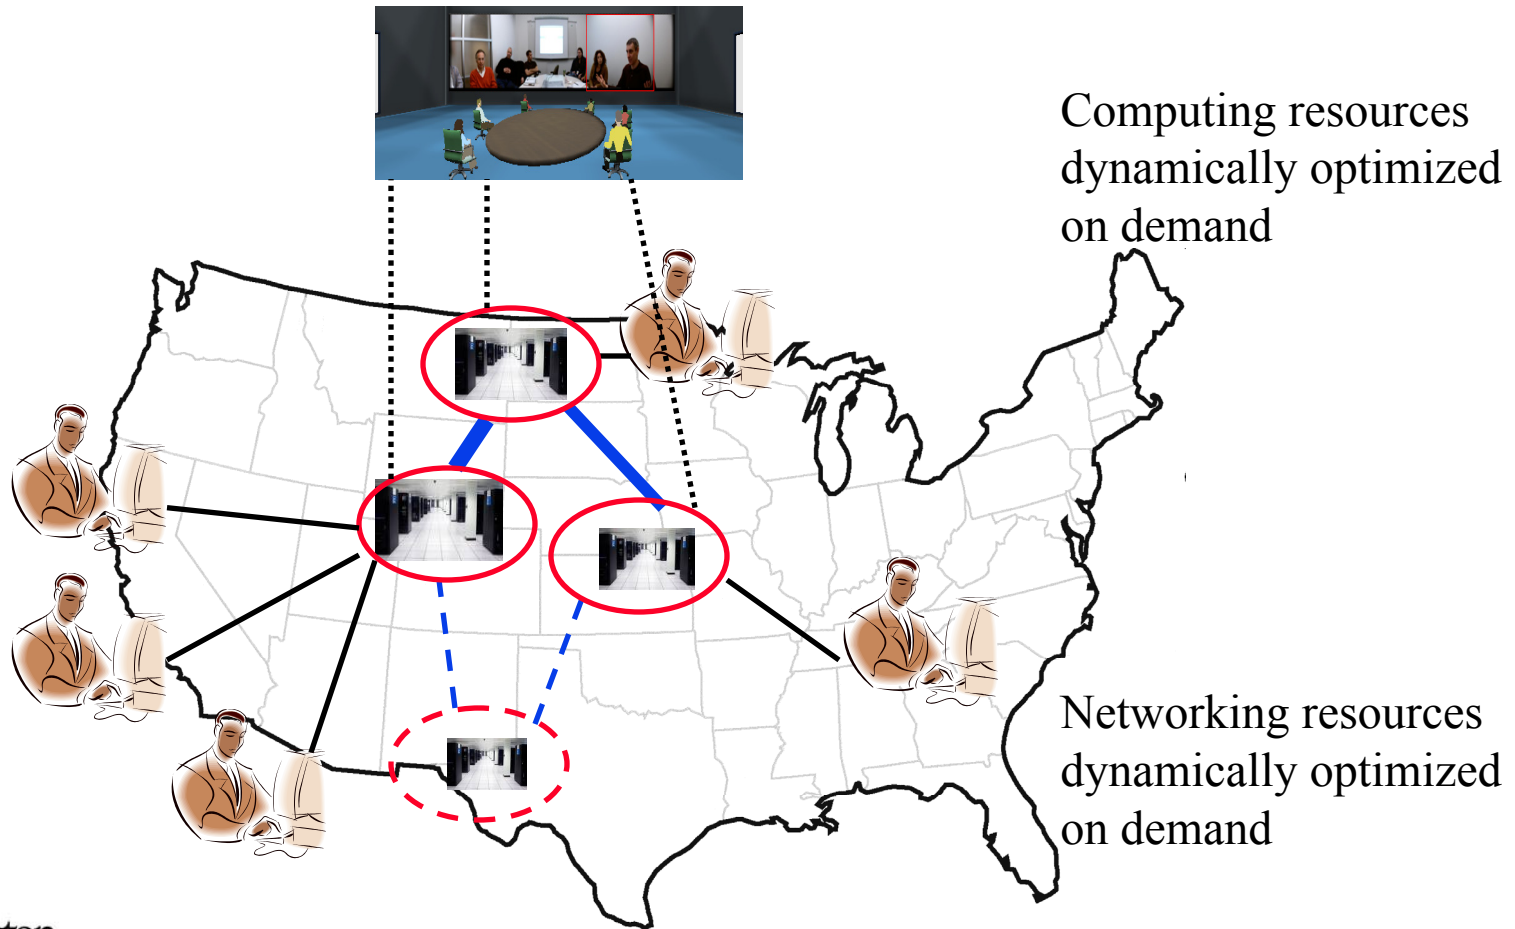 Computing resources
dynamically optimized
on demand
Networking resources
dynamically optimized
on demand